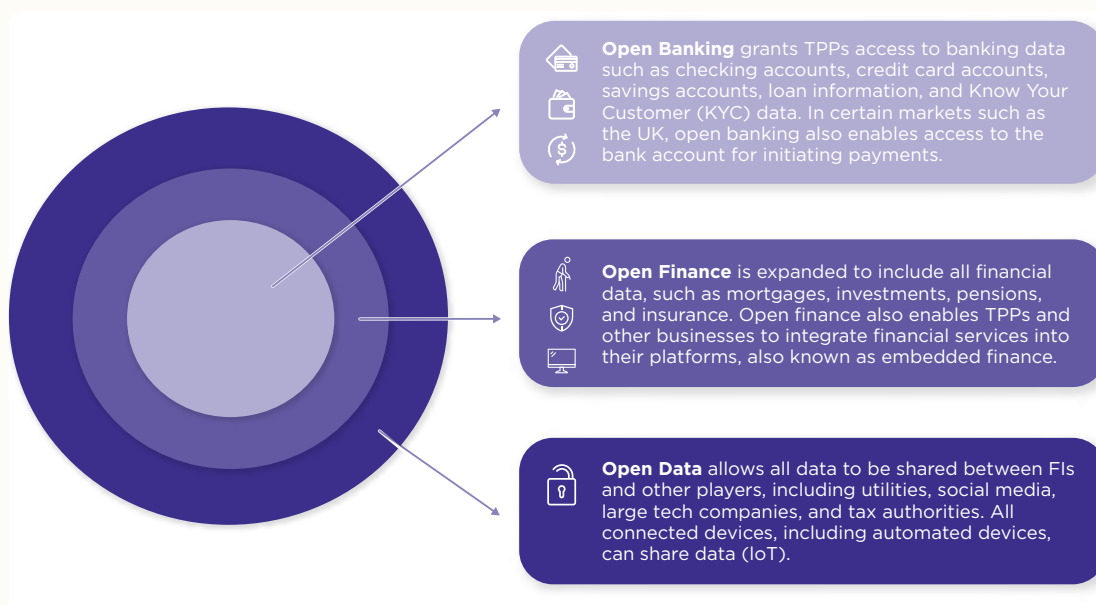 Open Banking grants TPPs access to banking data
such as checking accounts, credit card accounts,
savings accounts, loan information, and Know Your
Customer (KYC) data. In certain markets such as
the UK, open banking also enables access to the
bank account for initiating payments.
Open Finance is expanded to include all financial
data, such as mortgages, investments, pensions,
and insurance. Open finance also enables TPPs and
other businesses to integrate financial services into
their platforms, also known as embedded finance.
Open Data allows all data to be shared between FIs
and other players, including utilities, social media,
large tech companies, and tax authorities. All
connected devices, including automated devices,
can share data (IoT).